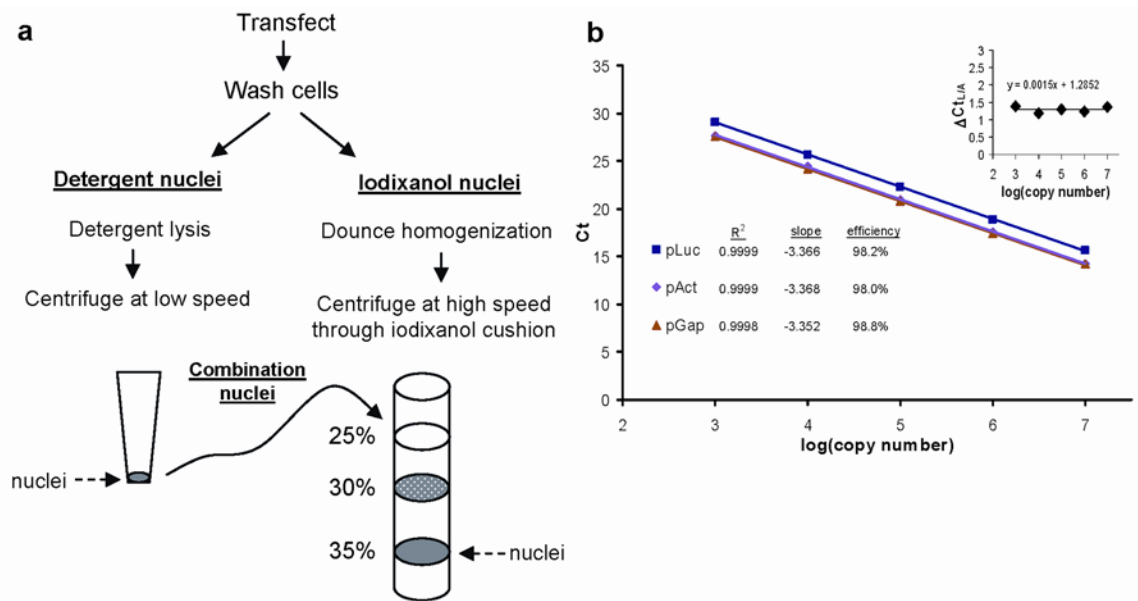 a
Transfect
Wash cells
Detergent nuclei
Iodixanol nuclei
Detergent lysis
Dounce homogenization
Centrifuge at low speed
Centrifuge at high speed
through iodixanol cushion
Combination
nuclei
25%
30%
35%
nuclei
nuclei
b
35
30
25
20
15
10
5
0
Ct
2
3
4
5
6
7
log(copy number)
R² slope efficiency
pLuc 0.9999 -3.366 98.2%
pAct 0.9999 -3.368 98.0%
pGap 0.9998 -3.352 98.8%
3
2.5
2
1.5
1
0.5
0
ΔCt L/A
y = 0.0015x + 1.2852
2 3 4 5 6 7
log(copy number)